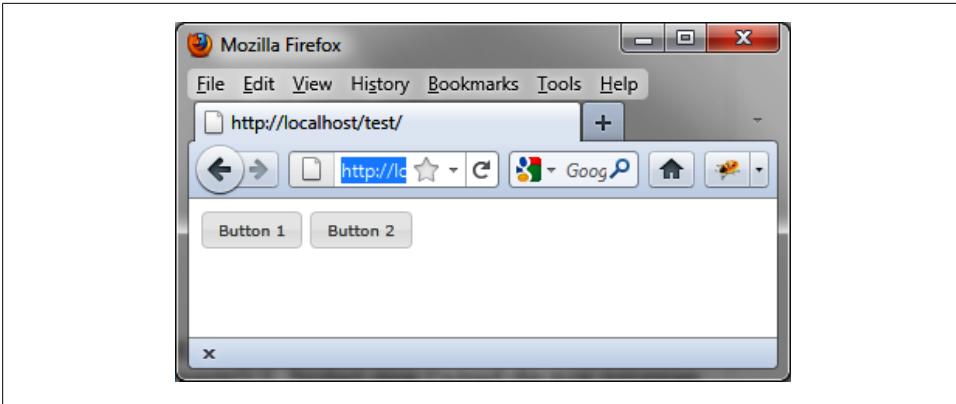 Mozilla Firefox
File Edit View History Bookmarks Tools Help
http://localhost/test/
http://lo Goog
Button 1 Button 2
x